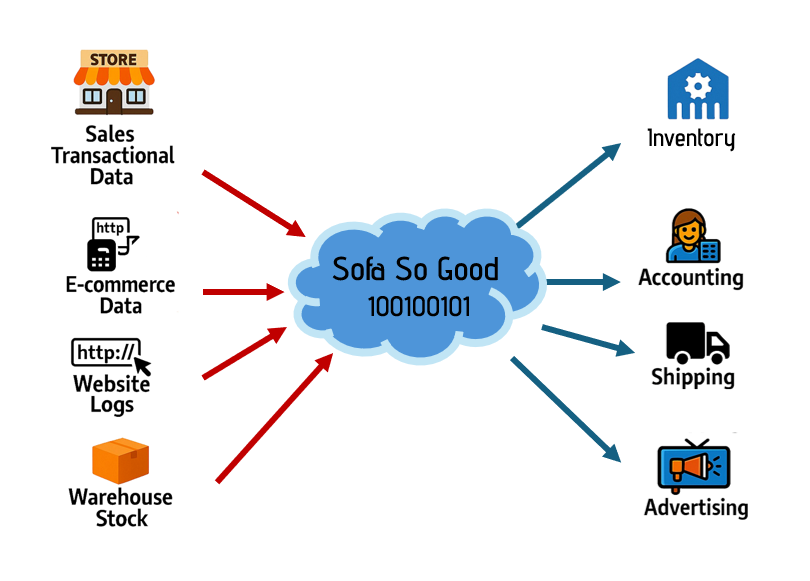 STORE
Sales
Transactional
Data
http
E-commerce
Data
http://
Website
Logs
Warehouse
Stock
Sofa So Good
100100101
Inventory
Accounting
Shipping
Advertising